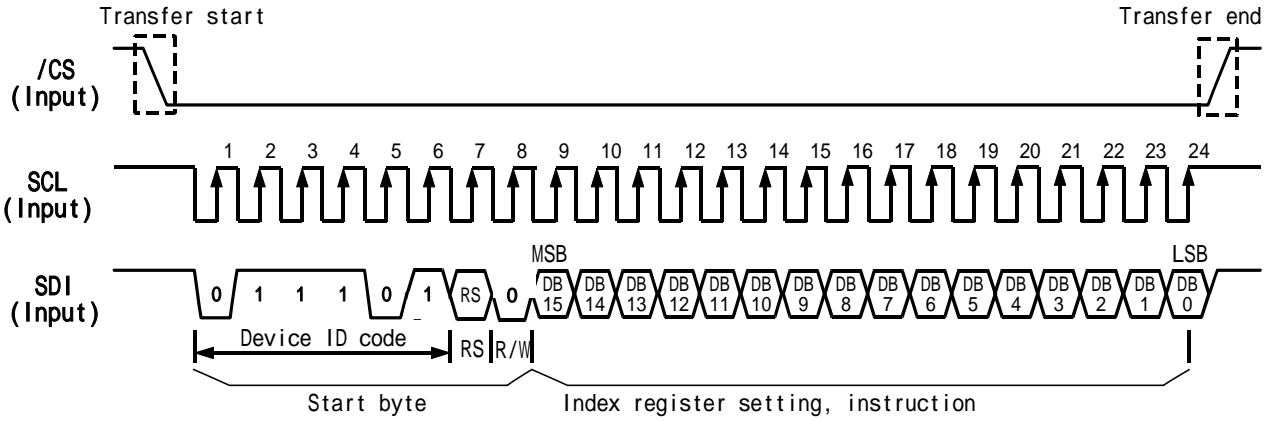 Transfer start Transfer end
/CS
(Input)
1 2 3 4 5 6 7 8 9 10 11 12 13 14 15 16 17 18 19 20 21 22 23 24
SCL
(Input)
MSB LSB
SDI
(Input)
0 1 1 1 0 1 RS 0 DB 15 DB 14 DB 13 DB 12 DB 11 DB 10 DB 9 DB 8 DB 7 DB 6 DB 5 DB 4 DB 3 DB 2 DB 1 DB 0
Device ID code RS R/W
Start byte Index register setting, instruction